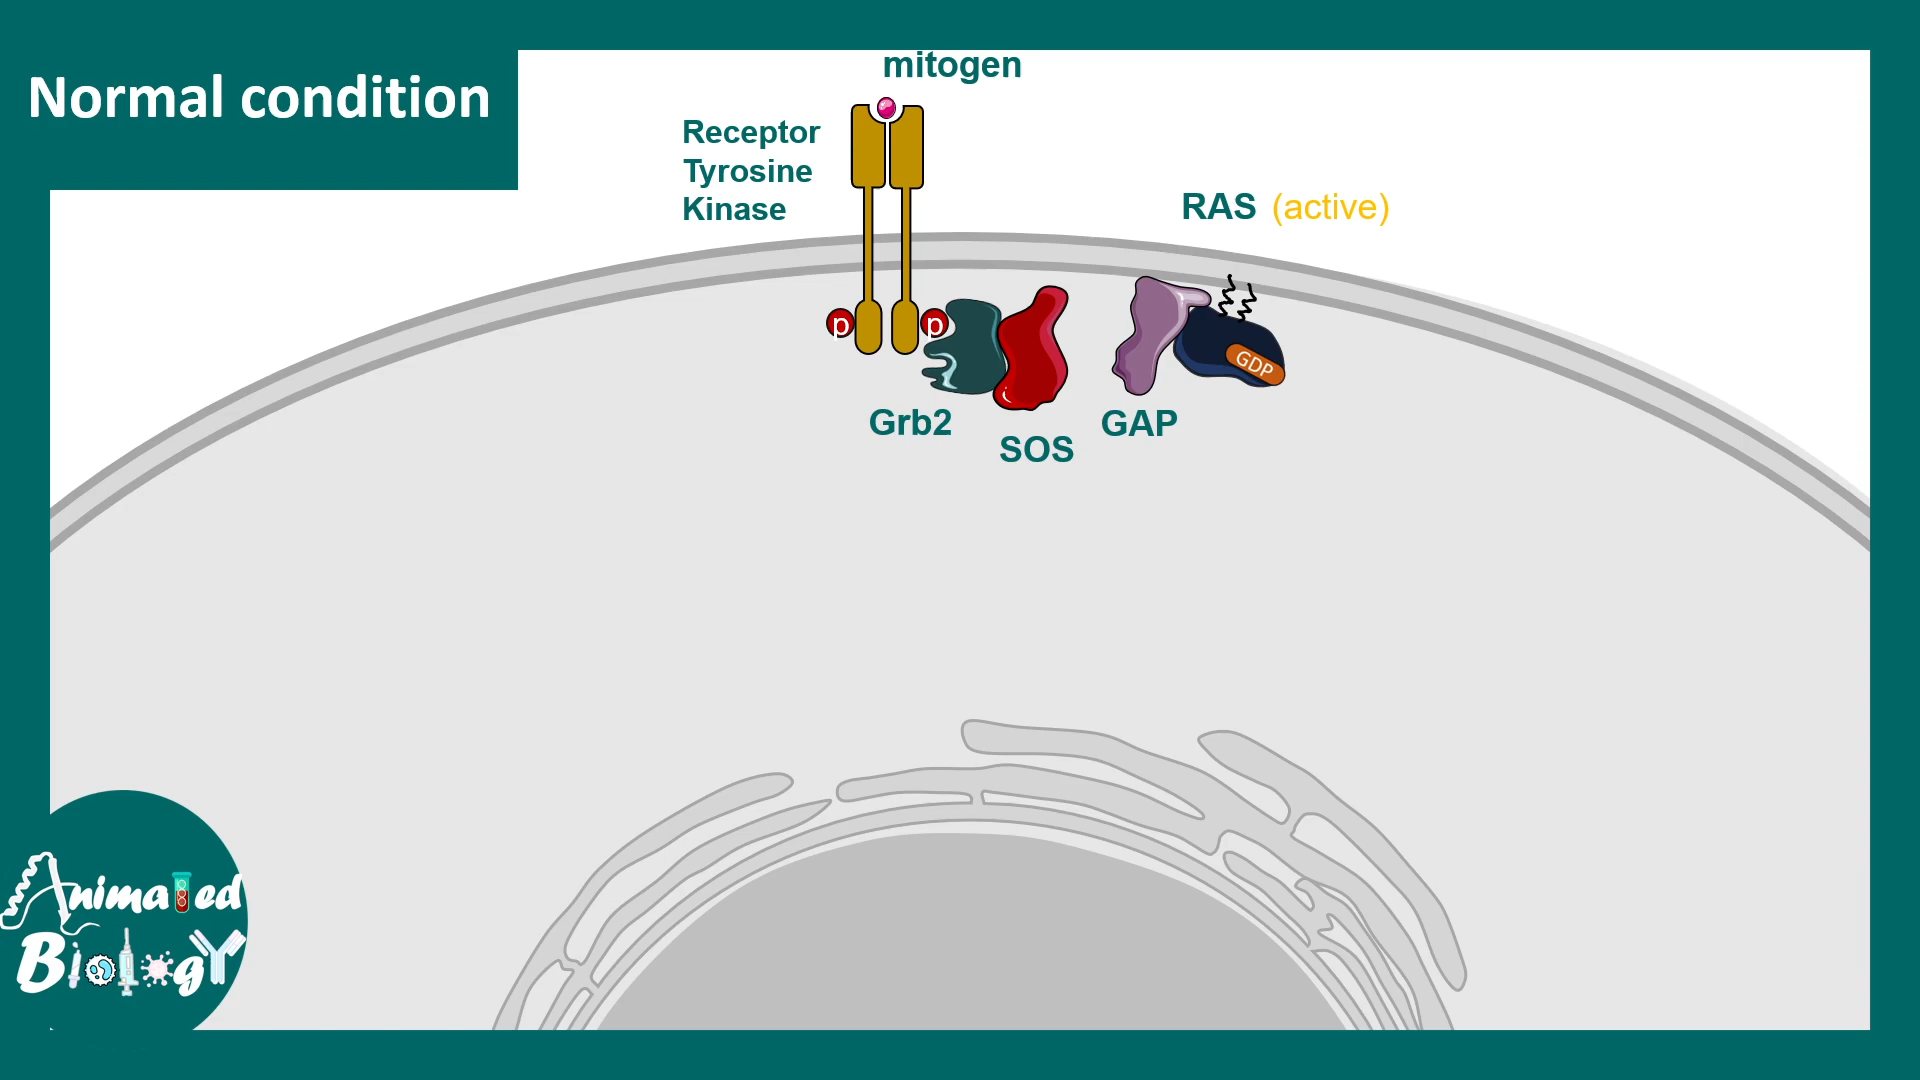 Normal condition
mitogen
Receptor
Tyrosine
Kinase
RAS (active)
p
p
GDP
Grb2
GAP
SOS
Animated
Biology